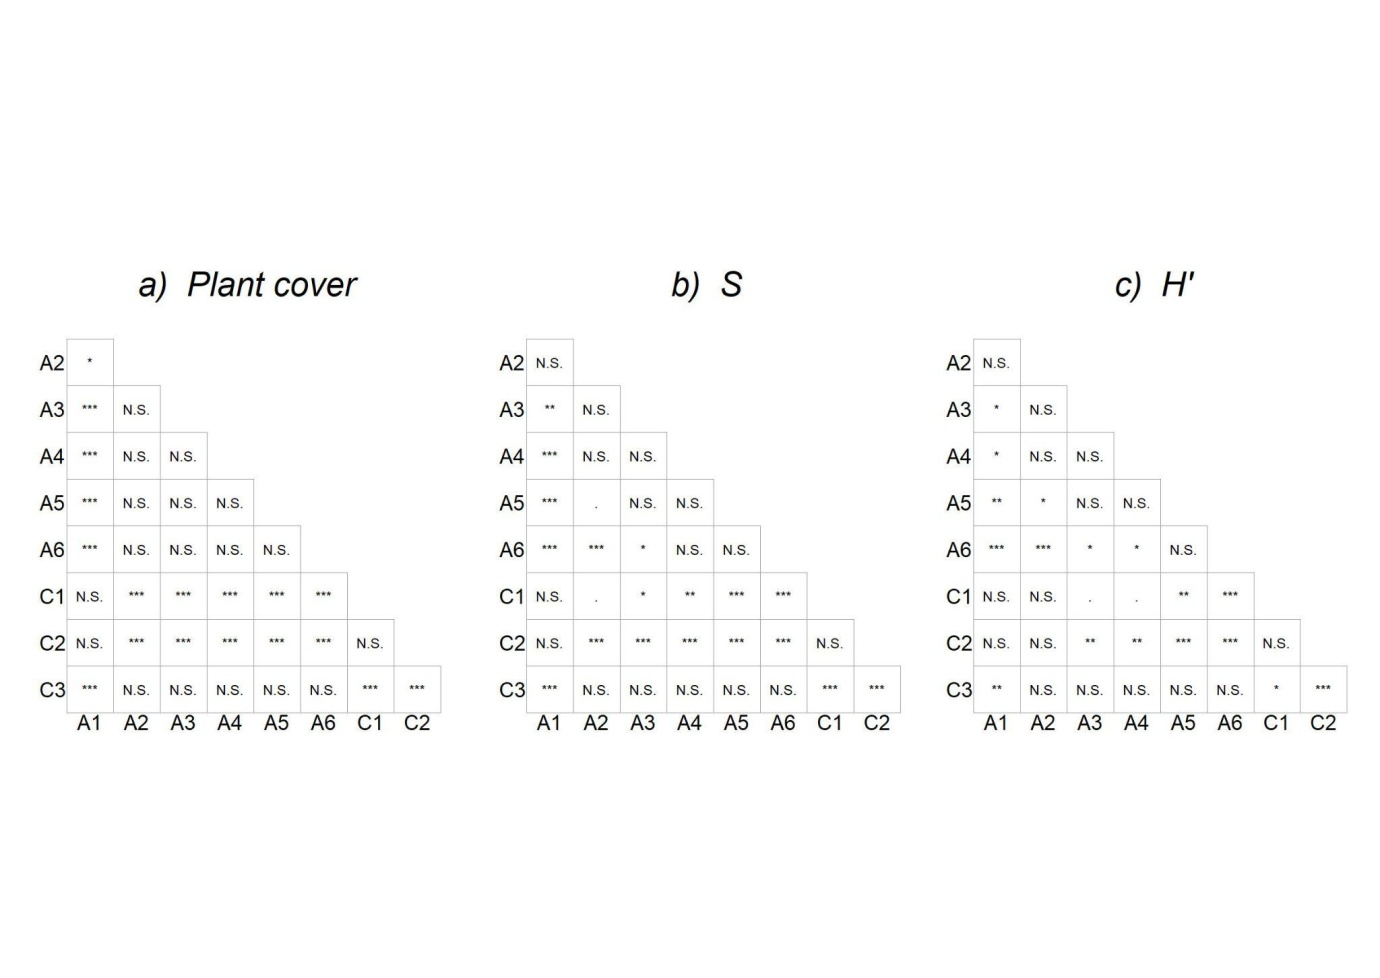 a) Plant cover
b) S
c) H'
A2 *
A3 *** N.S.
A4 *** N.S. N.S.
A5 *** N.S. N.S. N.S.
A6 *** N.S. N.S. N.S. N.S.
C1 N.S. *** *** *** *** ***
C2 N.S. *** *** *** *** *** N.S.
C3 *** N.S. N.S. N.S. N.S. N.S. *** ***
A1 A2 A3 A4 A5 A6 C1 C2
A2 N.S.
A3 ** N.S.
A4 *** N.S. N.S.
A5 *** . N.S. N.S.
A6 *** *** * N.S. N.S.
C1 N.S. . * ** *** ***
C2 N.S. *** *** *** *** *** N.S.
C3 *** N.S. N.S. N.S. N.S. N.S. *** ***
A1 A2 A3 A4 A5 A6 C1 C2
A2 N.S.
A3 * N.S.
A4 * N.S. N.S.
A5 ** * N.S. N.S.
A6 *** *** * * N.S.
C1 N.S. N.S. . . ** ***
C2 N.S. N.S. ** ** *** *** N.S.
C3 ** N.S. N.S. N.S. N.S. N.S. * ***
A1 A2 A3 A4 A5 A6 C1 C2